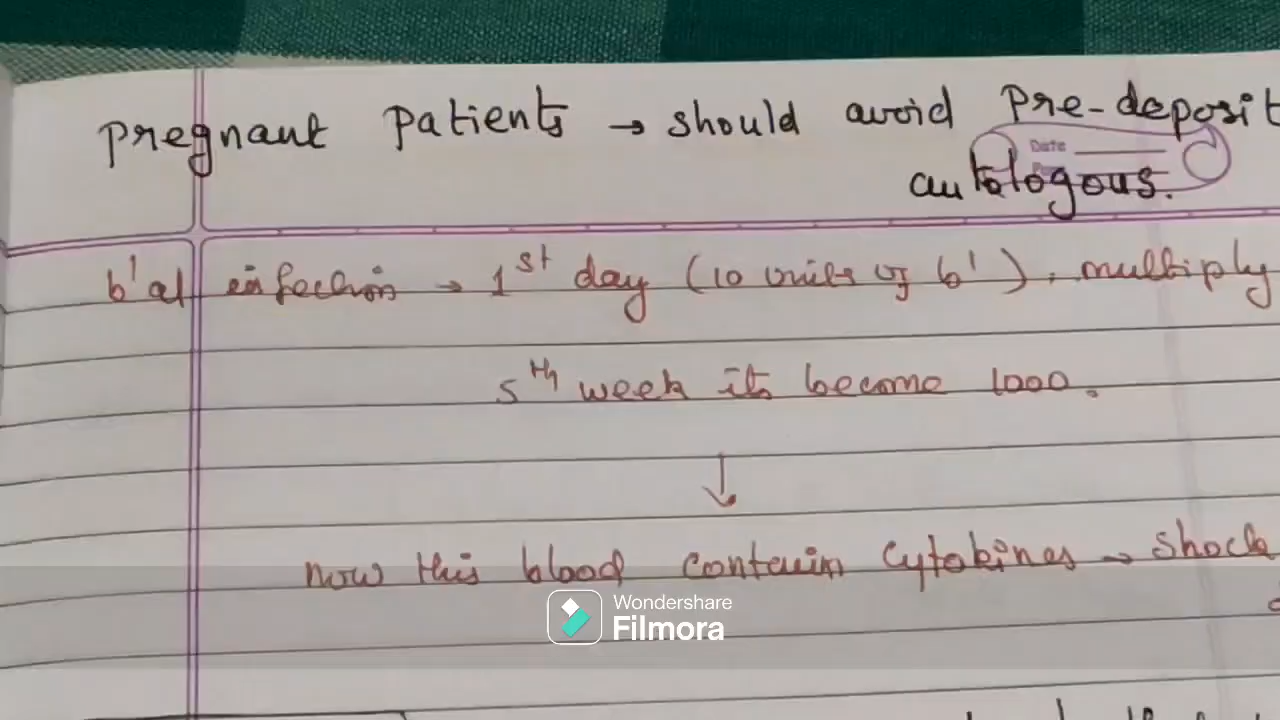 pregnant patients → should avoid Pre-deposit
Date
autologous.
b'al infection → 1st day (10 units of b'), multiply
5th week its become 1000.
↓
now this blood contain cytokines → shock
Wondershare
Filmora